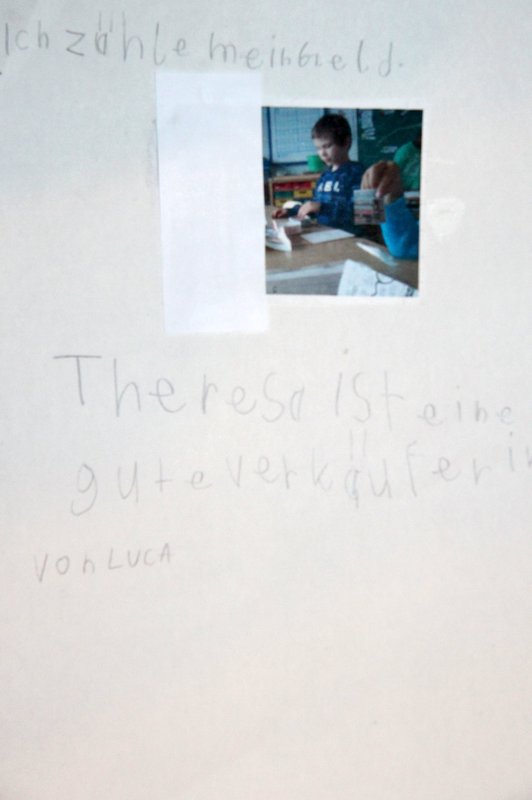 Ich zähle mein Geld.
Theresa ist eine
gute verkäuferin
von LUCA